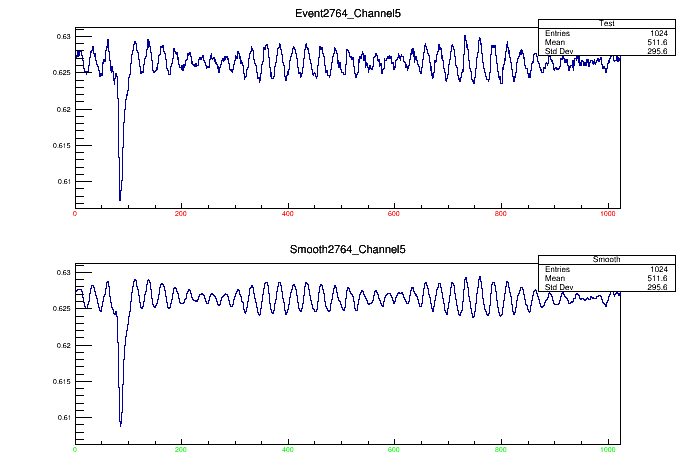 Event2764_Channel5
Test
Entries 1024
Mean 511.6
Std Dev 295.6
0.63
0.625
0.62
0.615
0.61
0 200 400 600 800 1000
Smooth2764_Channel5
Smooth
Entries 1024
Mean 511.6
Std Dev 295.6
0.63
0.625
0.62
0.615
0.61
0 200 400 600 800 1000